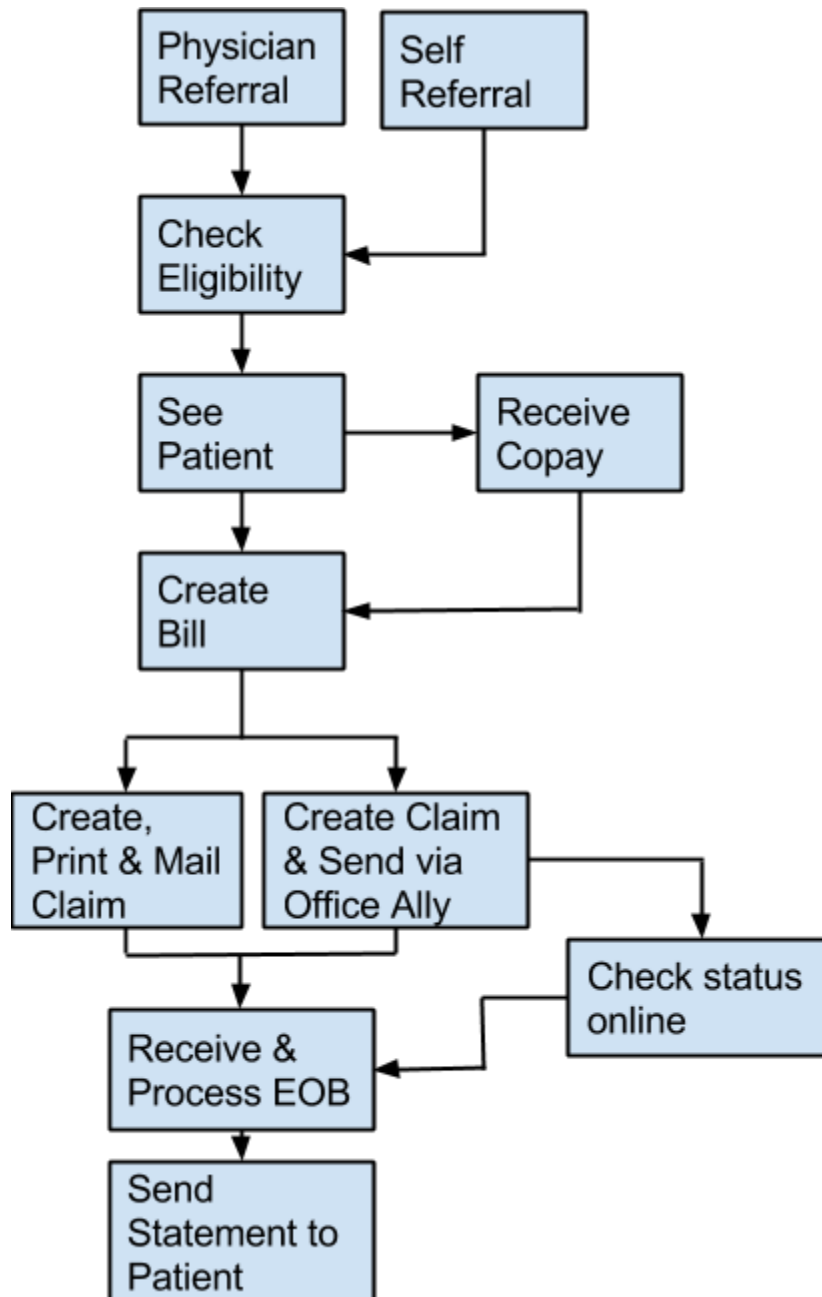 Physician
Referral
Self
Referral
Check
Eligibility
See
Patient
Receive
Copay
Create
Bill
Create,
Print & Mail
Claim
Create Claim
& Send via
Office Ally
Check status
online
Receive &
Process EOB
Send
Statement to
Patient